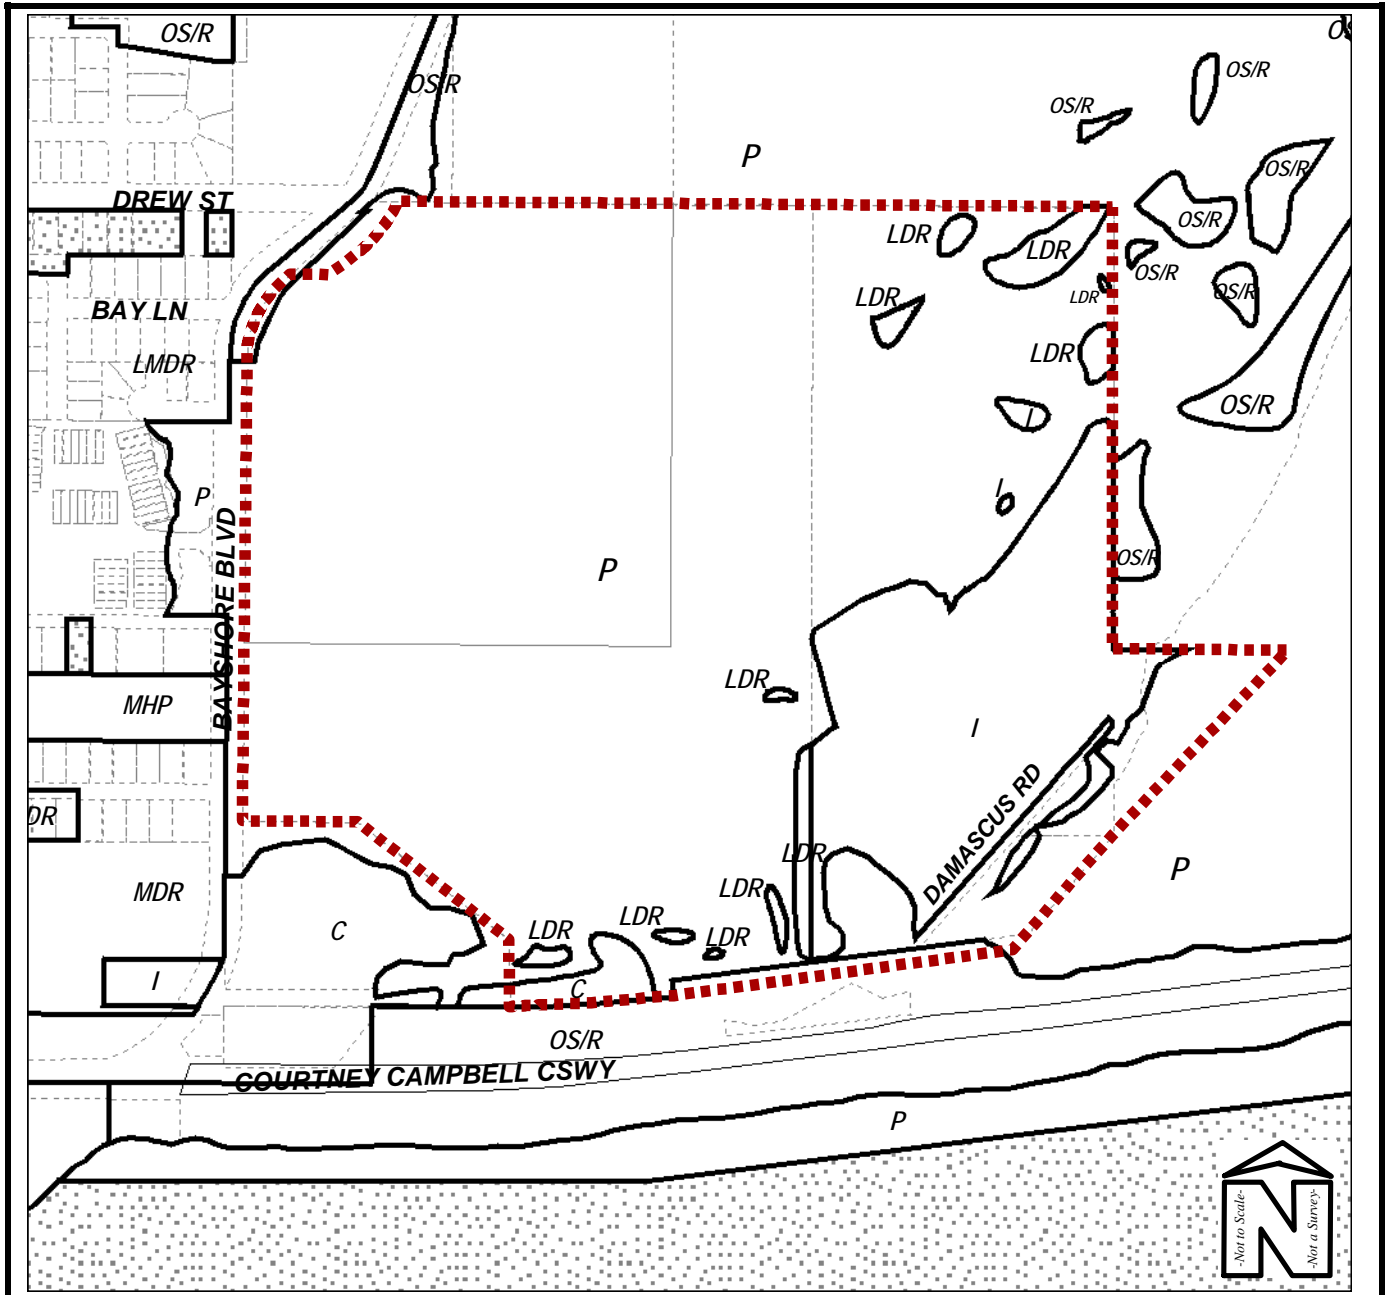 OS/R
OS
OS/R
OS/R
OS/R
P
OS/R
DREW ST
OS/R
LDR
LDR
OS/R
LDR
OS/R
LDR
BAY LN
LMDR
LDR
OS/R
I
I
P
OS/R
BAYSHORE BLVD
P
LDR
MHP
I
DAMASCUS RD
DR
LDR
P
MDR
LDR
C
LDR
LDR
LDR
I
C
OS/R
COURTNEY CAMPBELL CSWY
P
-Not to Scale-
N
-Not a Survey-